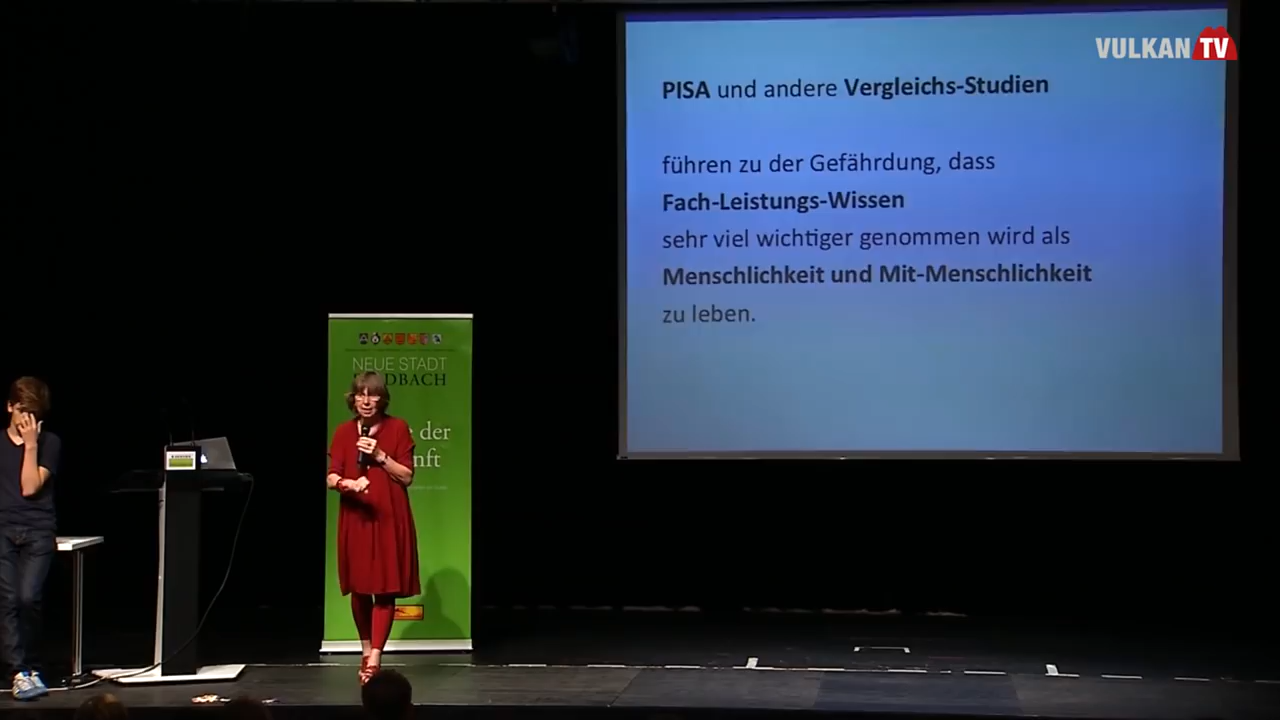 VULKAN TV
PISA und andere Vergleichs-Studien
führen zu der Gefährdung, dass
Fach-Leistungs-Wissen
sehr viel wichtiger genommen wird als
Menschlichkeit und Mit-Menschlichkeit
zu leben.
NEUE STADT
DBACH
der
nft